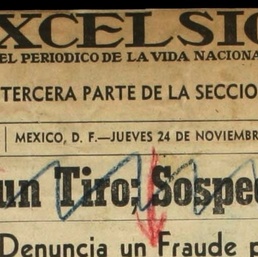 XCELSIO
EL PERIODICO DE LA VIDA NACIONA
TERCERA PARTE DE LA SECCIO
MEXICO, D. F.—JUEVES 24 DE NOVIEMBR
un Tiro; Sospec
Denuncia un Fraude p